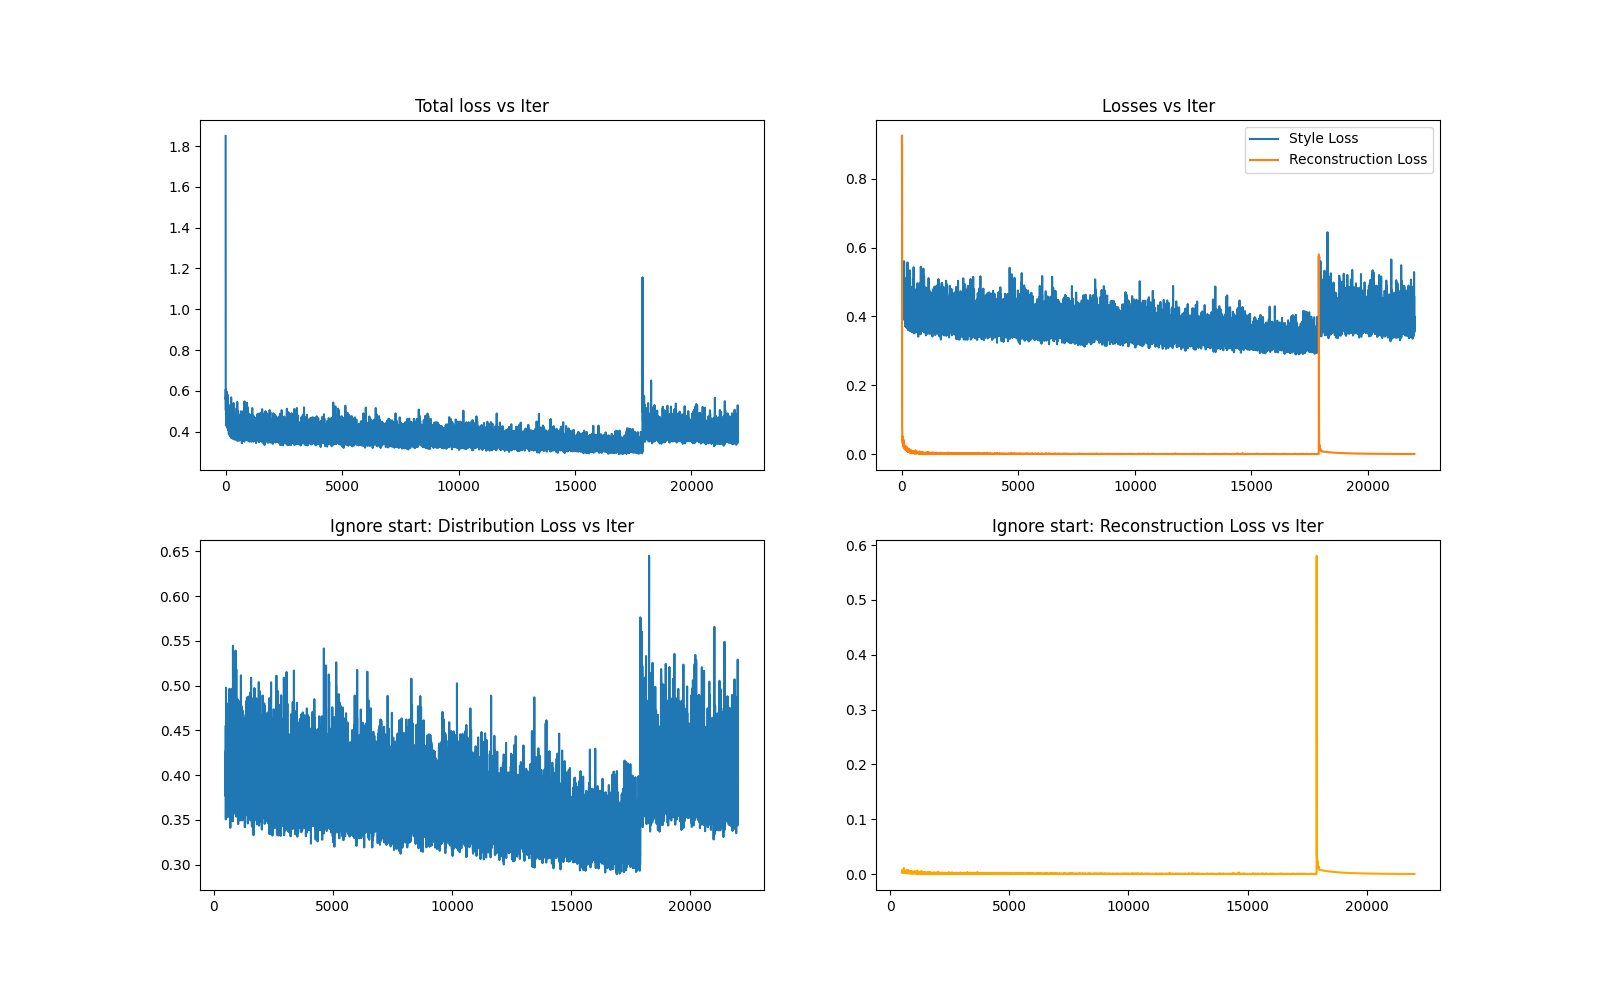 Total loss vs Iter
1.8
1.6
1.4
1.2
1.0
0.8
0.6
0.4
0 5000 10000 15000 20000
Losses vs Iter
Style Loss
Reconstruction Loss
0.8
0.6
0.4
0.2
0.0
0 5000 10000 15000 20000
Ignore start: Distribution Loss vs Iter
0.65
0.60
0.55
0.50
0.45
0.40
0.35
0.30
0 5000 10000 15000 20000
Ignore start: Reconstruction Loss vs Iter
0.6
0.5
0.4
0.3
0.2
0.1
0.0
0 5000 10000 15000 20000